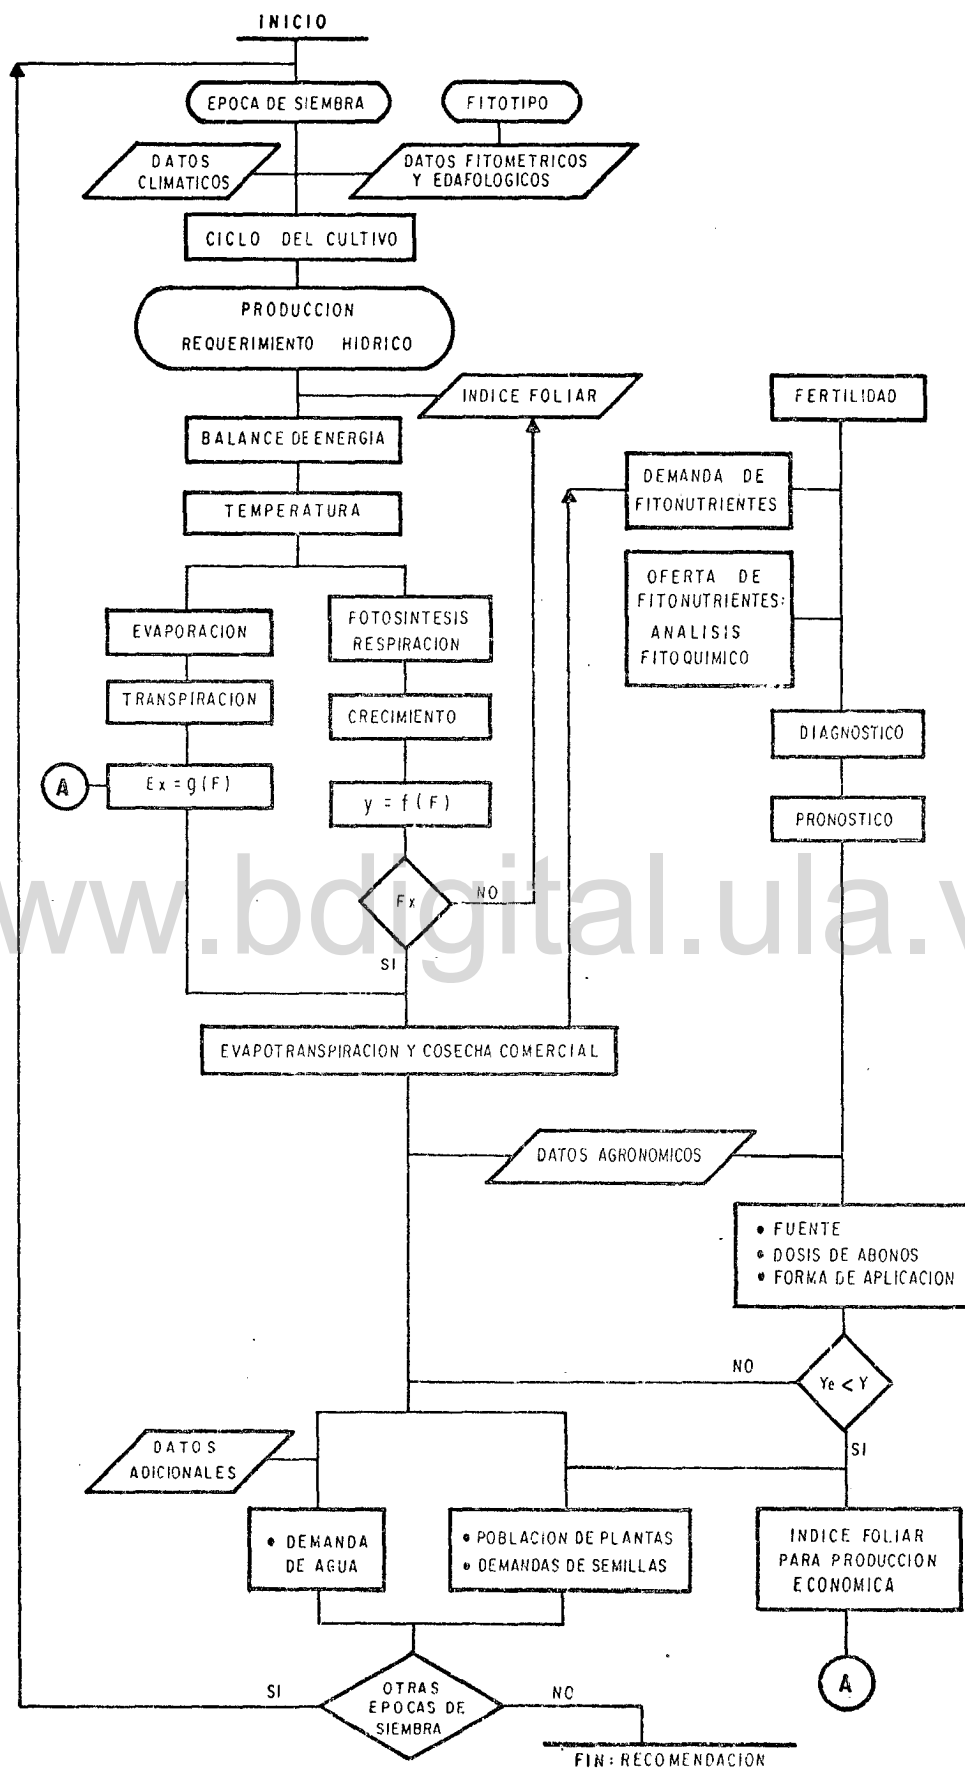 INICIO
EPOCA DE SIEMBRA
FITOTIPO
DATOS
CLIMATICOS
DATOS FITOMETRICOS
Y EDAFOLOGICOS
CICLO DEL CULTIVO
PRODUCCION
REQUERIMIENTO HIDRICO
INDICE FOLIAR
FERTILIDAD
BALANCE DE ENERGIA
DEMANDA DE
FITONUTRIENTES
TEMPERATURA
OFERTA DE
FITONUTRIENTES:
ANALISIS
FITOQUIMICO
EVAPORACION
FOTOSINTESIS
RESPIRACION
TRANSPIRACION
CRECIMIENTO
DIAGNOSTICO
A
Ex = g(F)
y = f(F)
PRONOSTICO
Fx
NO
SI
www.bdigital.ula.v
EVAPOTRANSPIRACION Y COSECHA COMERCIAL
DATOS AGRONOMICOS
• FUENTE
• DOSIS DE ABONOS
• FORMA DE APLICACION
NO
Ye < Y
SI
DATOS
ADICIONALES
• DEMANDA
DE AGUA
• POBLACION DE PLANTAS
• DEMANDAS DE SEMILLAS
INDICE FOLIAR
PARA PRODUCCION
ECONOMICA
A
SI
OTRAS
EPOCAS DE
SIEMBRA
NO
FIN: RECOMENDACION